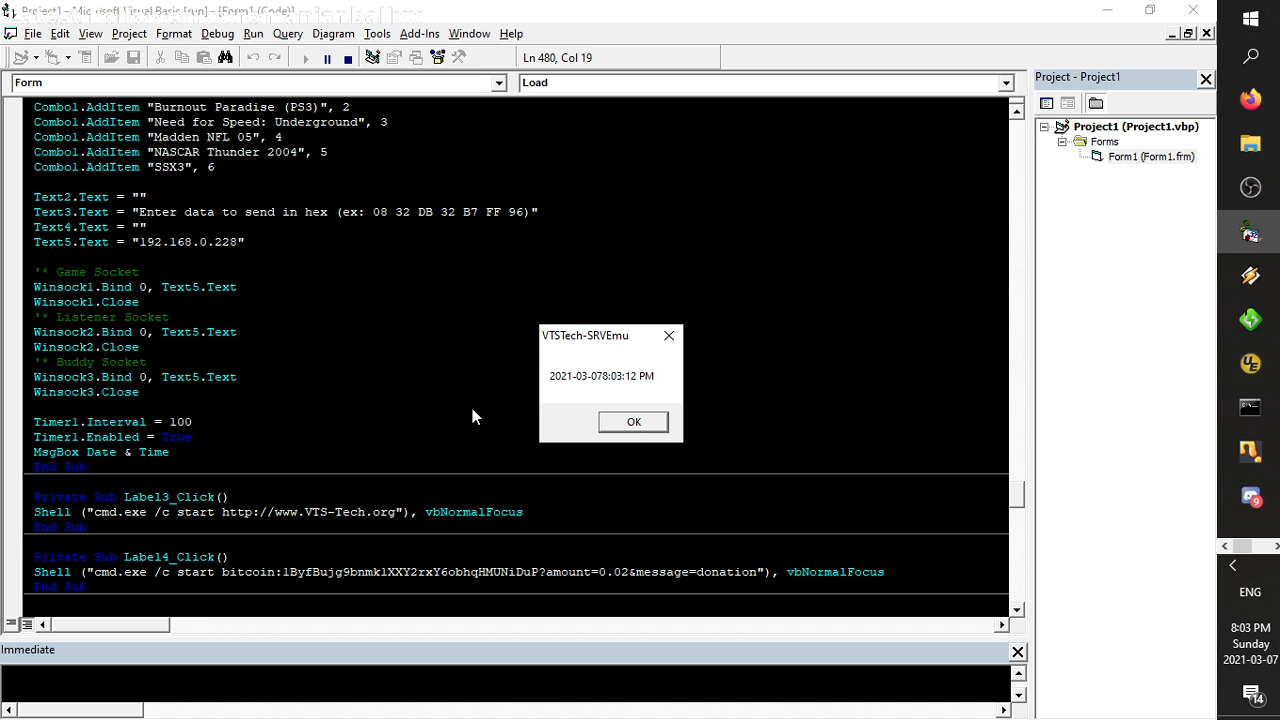 Project1 - Microsoft Visual Basic [run] - [Form1 (Code)]
File Edit View Project Format Debug Run Query Diagram Tools Add-Ins Window Help
Ln 480, Col 19
Form
Load
Combo1.AddItem "Burnout Paradise (PS3)", 2
Combo1.AddItem "Need for Speed: Underground", 3
Combo1.AddItem "Madden NFL 05", 4
Combo1.AddItem "NASCAR Thunder 2004", 5
Combo1.AddItem "SSX3", 6
Text2.Text = ""
Text3.Text = "Enter data to send in hex (ex: 08 32 DB 32 B7 FF 96)"
Text4.Text = ""
Text5.Text = "192.168.0.228"
'* Game Socket
Winsock1.Bind 0, Text5.Text
Winsock1.Close
'* Listener Socket
Winsock2.Bind 0, Text5.Text
Winsock2.Close
'* Buddy Socket
Winsock3.Bind 0, Text5.Text
Winsock3.Close
Timer1.Interval = 100
Timer1.Enabled = True
MsgBox Date & Time
End Sub
Private Sub Label3_Click()
Shell ("cmd.exe /c start http://www.VTS-Tech.org"), vbNormalFocus
End Sub
Private Sub Label4_Click()
Shell ("cmd.exe /c start bitcoin:1ByfBujg9bnmk1XXY2rxY6obhqHMUNiDuP?amount=0.02&message=donation"), vbNormalFocus
End Sub
VTSTech-SRVEmu
2021-03-078:03:12 PM
OK
Immediate
Project - Project1
Project1 (Project1.vbp)
Forms
Form1 (Form1.frm)
9
ENG
8:03 PM
Sunday
2021-03-07
14